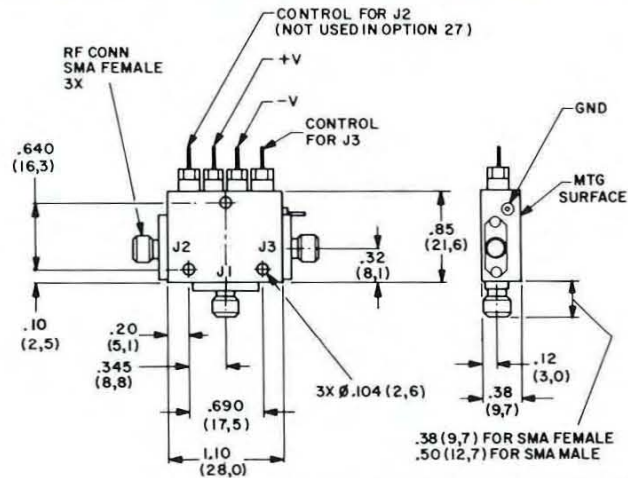 CONTROL FOR J2
(NOT USED IN OPTION 27)
RF CONN
SMA FEMALE
3X
+V
-V
CONTROL
FOR J3
GND
MTG
SURFACE
.640
(16,3)
.85
(21,6)
J2
J3
J1
.32
(8,1)
.10
(2,5)
.20
(5,1)
.345
(8,8)
3X Ø.104 (2,6)
.12
(3,0)
.690
(17,5)
.38
(9,7)
1.10
(28,0)
.38 (9,7) FOR SMA FEMALE
.50 (12,7) FOR SMA MALE